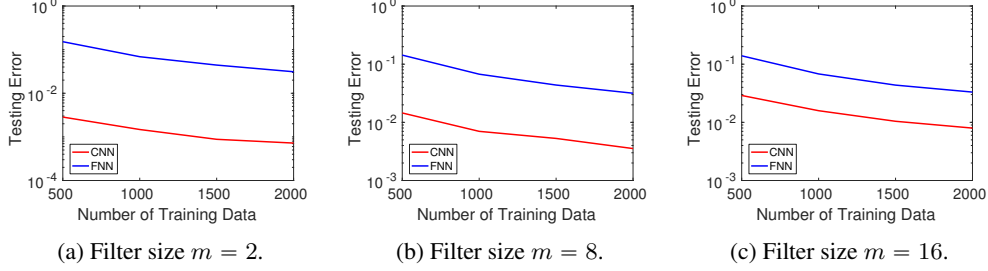 10^0
10^-2
10^-4
Testing Error
CNN
FNN
500 1000 1500 2000
Number of Training Data
(a) Filter size m = 2.
10^0
10^-1
10^-2
10^-3
Testing Error
CNN
FNN
500 1000 1500 2000
Number of Training Data
(b) Filter size m = 8.
10^0
10^-1
10^-2
10^-3
Testing Error
CNN
FNN
500 1000 1500 2000
Number of Training Data
(c) Filter size m = 16.